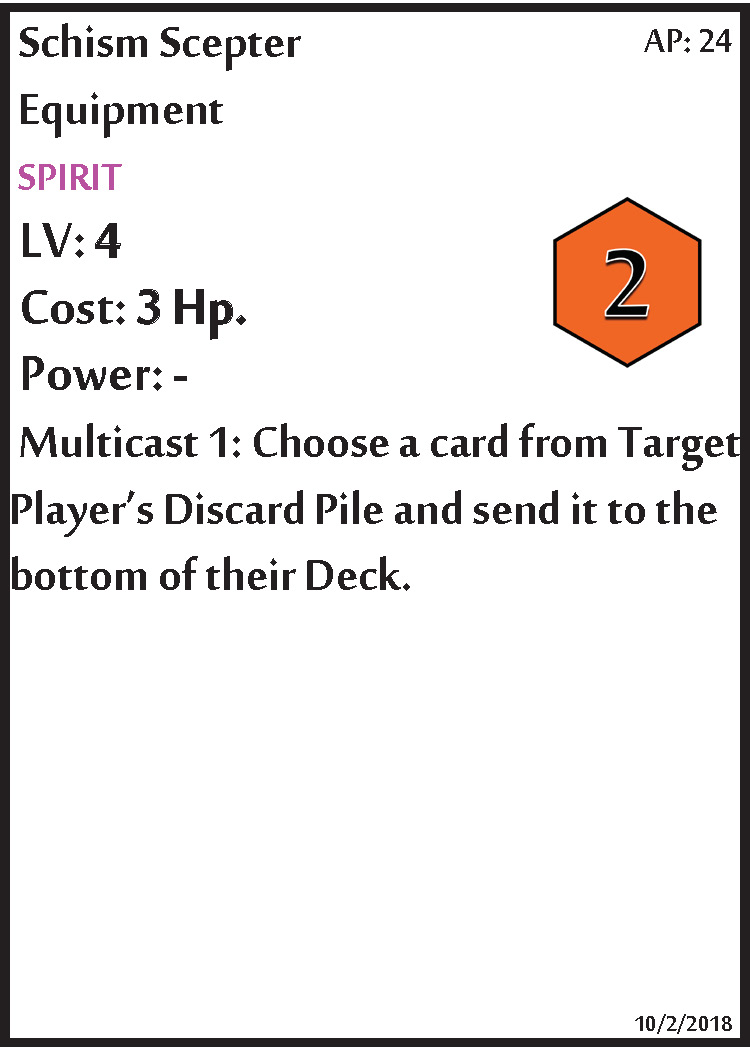 Schism Scepter
AP: 24
Equipment
SPIRIT
LV: 4
2
Cost: 3 Hp.
Power: -
Multicast 1: Choose a card from Target
Player’s Discard Pile and send it to the
bottom of their Deck.
10/2/2018